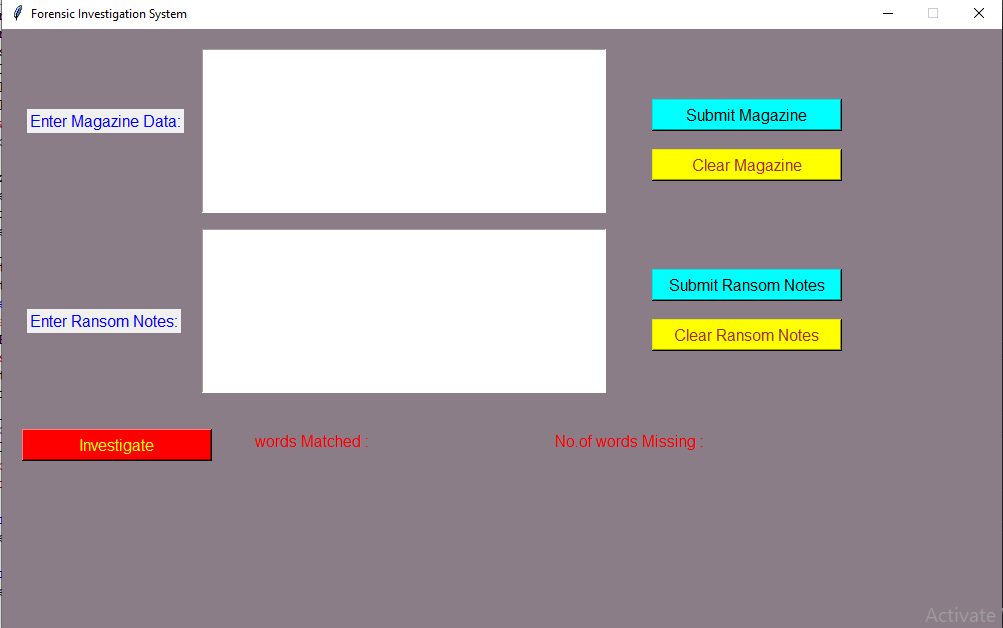 Forensic Investigation System
Enter Magazine Data:
Submit Magazine
Clear Magazine
Enter Ransom Notes:
Submit Ransom Notes
Clear Ransom Notes
Investigate
words Matched :
No.of words Missing :
Activate